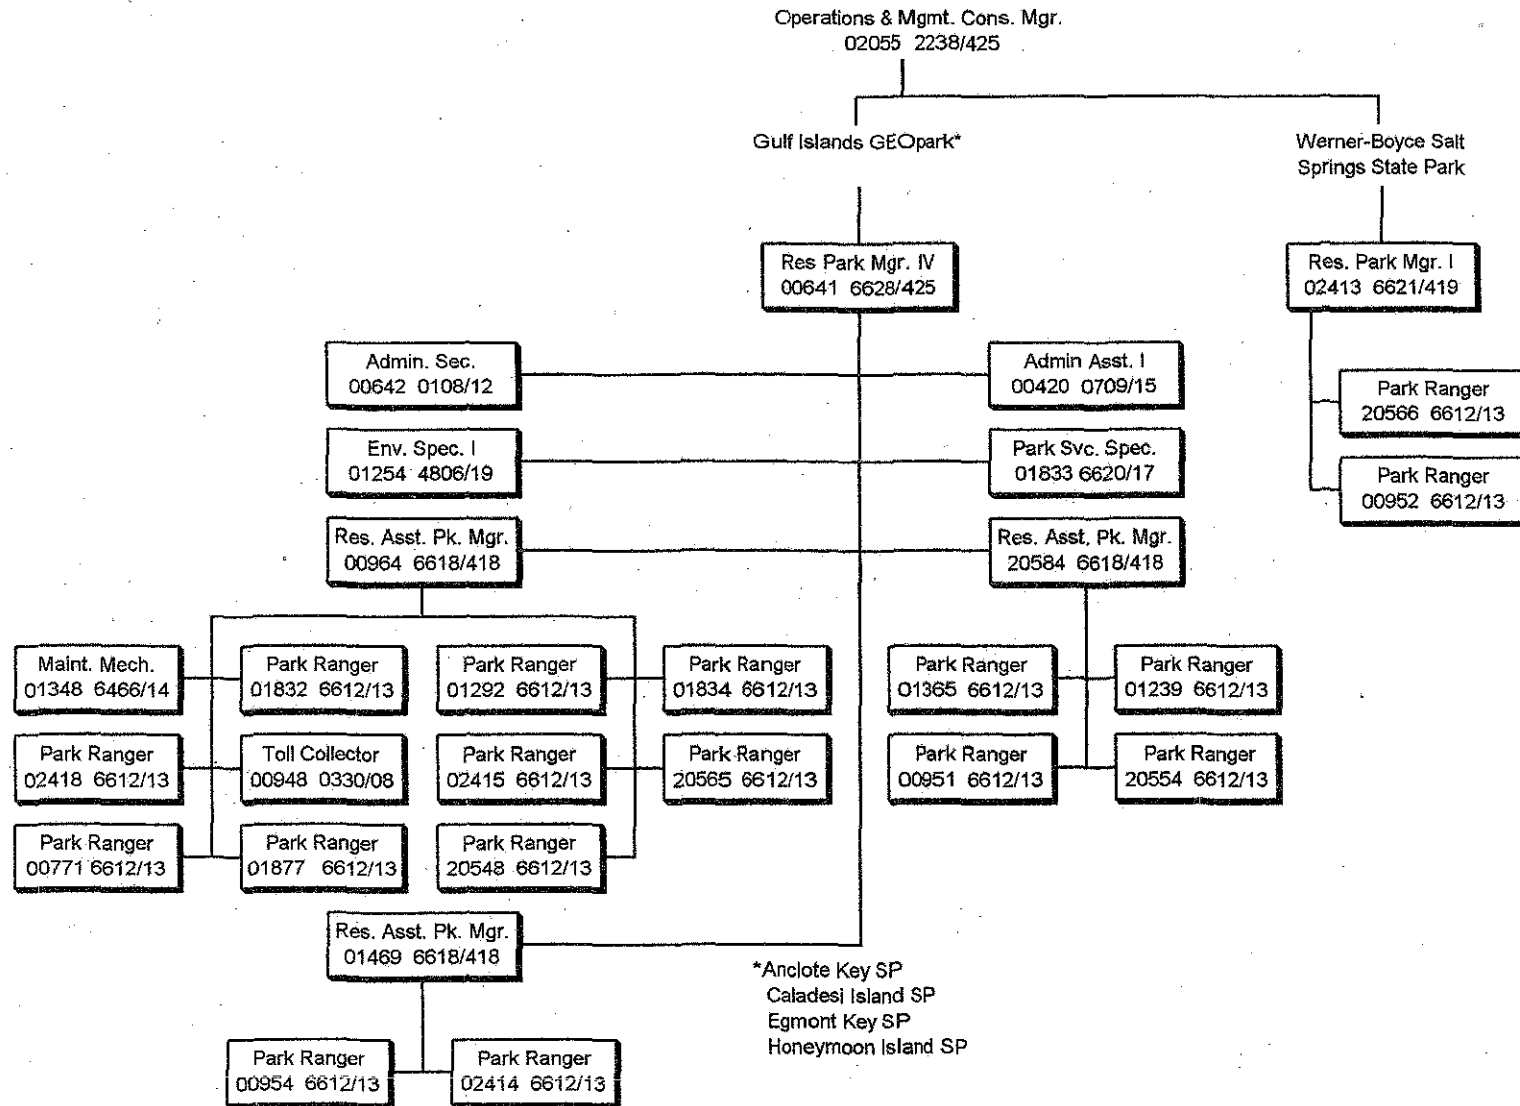 Operations & Mgmt. Cons. Mgr.
02055 2238/425
Gulf Islands GEOpark*
Werner-Boyce Salt
Springs State Park
Res Park Mgr. IV
00641 6628/425
Res. Park Mgr. I
02413 6621/419
Admin. Sec.
00642 0108/12
Admin Asst. I
00420 0709/15
Park Ranger
20566 6612/13
Env. Spec. I
01254 4806/19
Park Svc. Spec.
01833 6620/17
Park Ranger
00952 6612/13
Res. Asst. Pk. Mgr.
00964 6618/418
Res. Asst. Pk. Mgr.
20584 6618/418
Maint. Mech.
01348 6466/14
Park Ranger
01832 6612/13
Park Ranger
01292 6612/13
Park Ranger
01834 6612/13
Park Ranger
01365 6612/13
Park Ranger
01239 6612/13
Park Ranger
02418 6612/13
Toll Collector
00948 0330/08
Park Ranger
02415 6612/13
Park Ranger
20565 6612/13
Park Ranger
00951 6612/13
Park Ranger
20554 6612/13
Park Ranger
00771 6612/13
Park Ranger
01877 6612/13
Park Ranger
20548 6612/13
Res. Asst. Pk. Mgr.
01469 6618/418
*Anclote Key SP
Caladesi Island SP
Egmont Key SP
Honeymoon Island SP
Park Ranger
00954 6612/13
Park Ranger
02414 6612/13